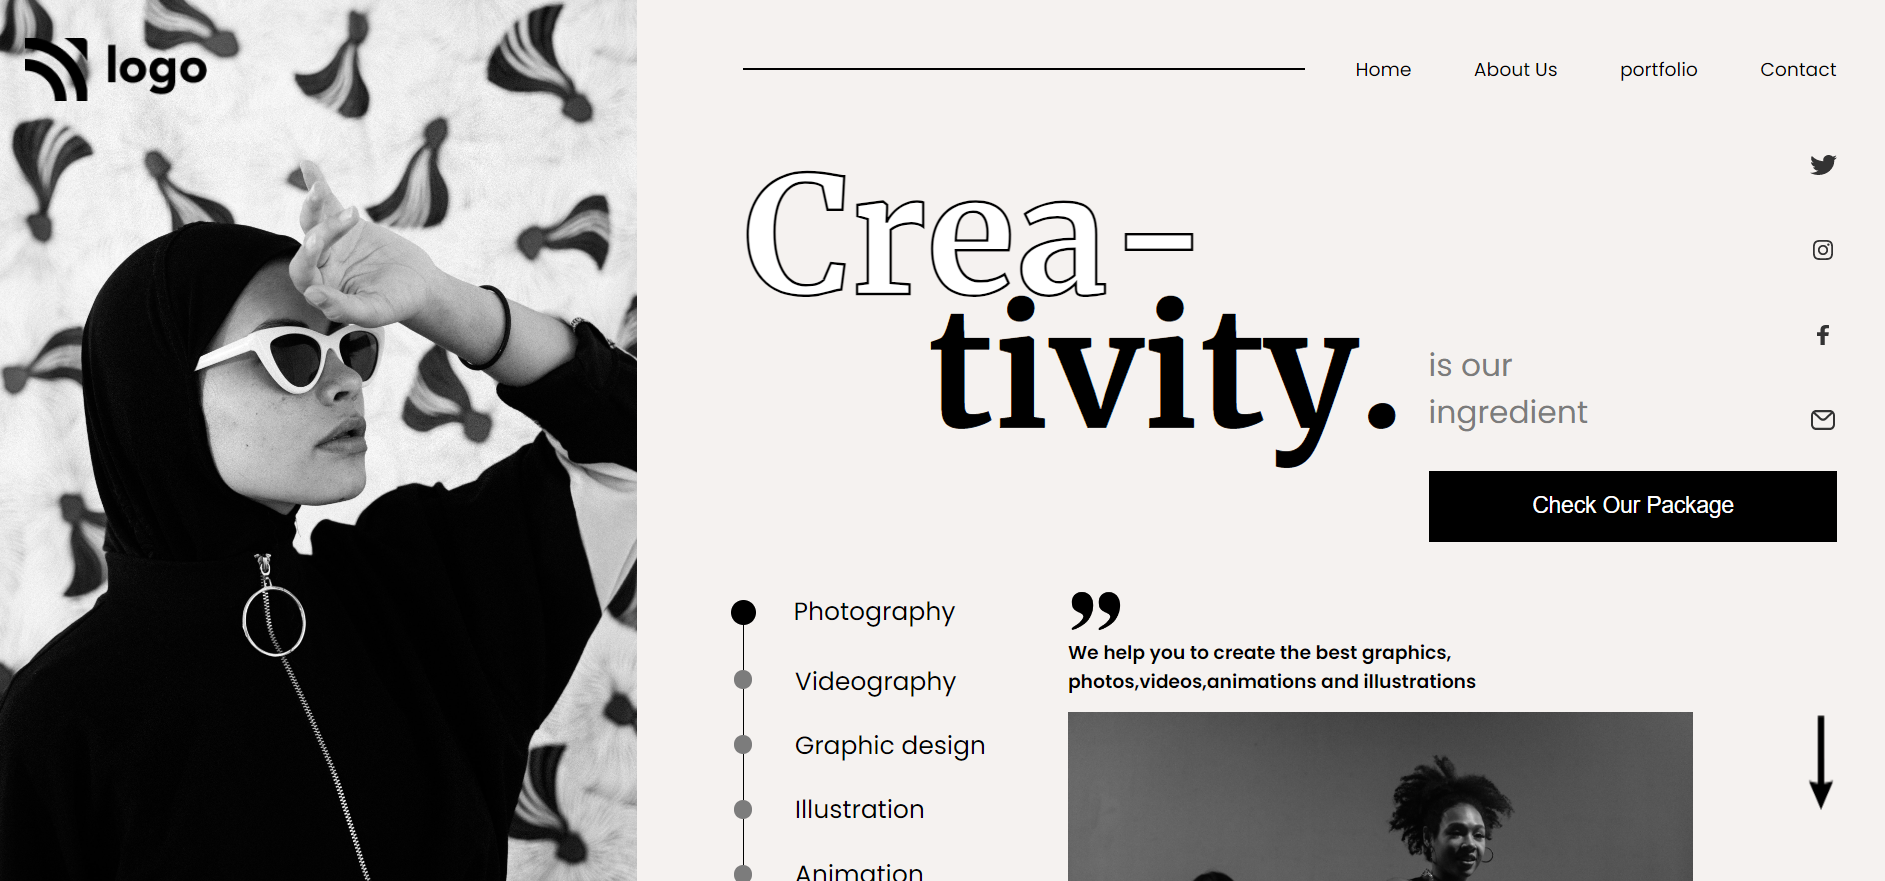 logo
Home About Us portfolio Contact
Crea-
tivity.
is our
ingredient
Check Our Package
Photography
Videography
Graphic design
Illustration
Animation
”
We help you to create the best graphics,
photos,videos,animations and illustrations